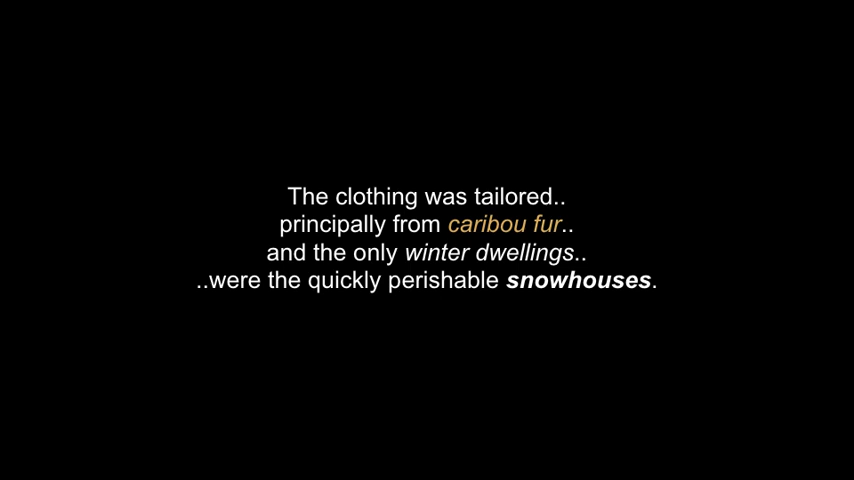 The clothing was tailored..
principally from caribou fur..
and the only winter dwellings..
..were the quickly perishable snowhouses.